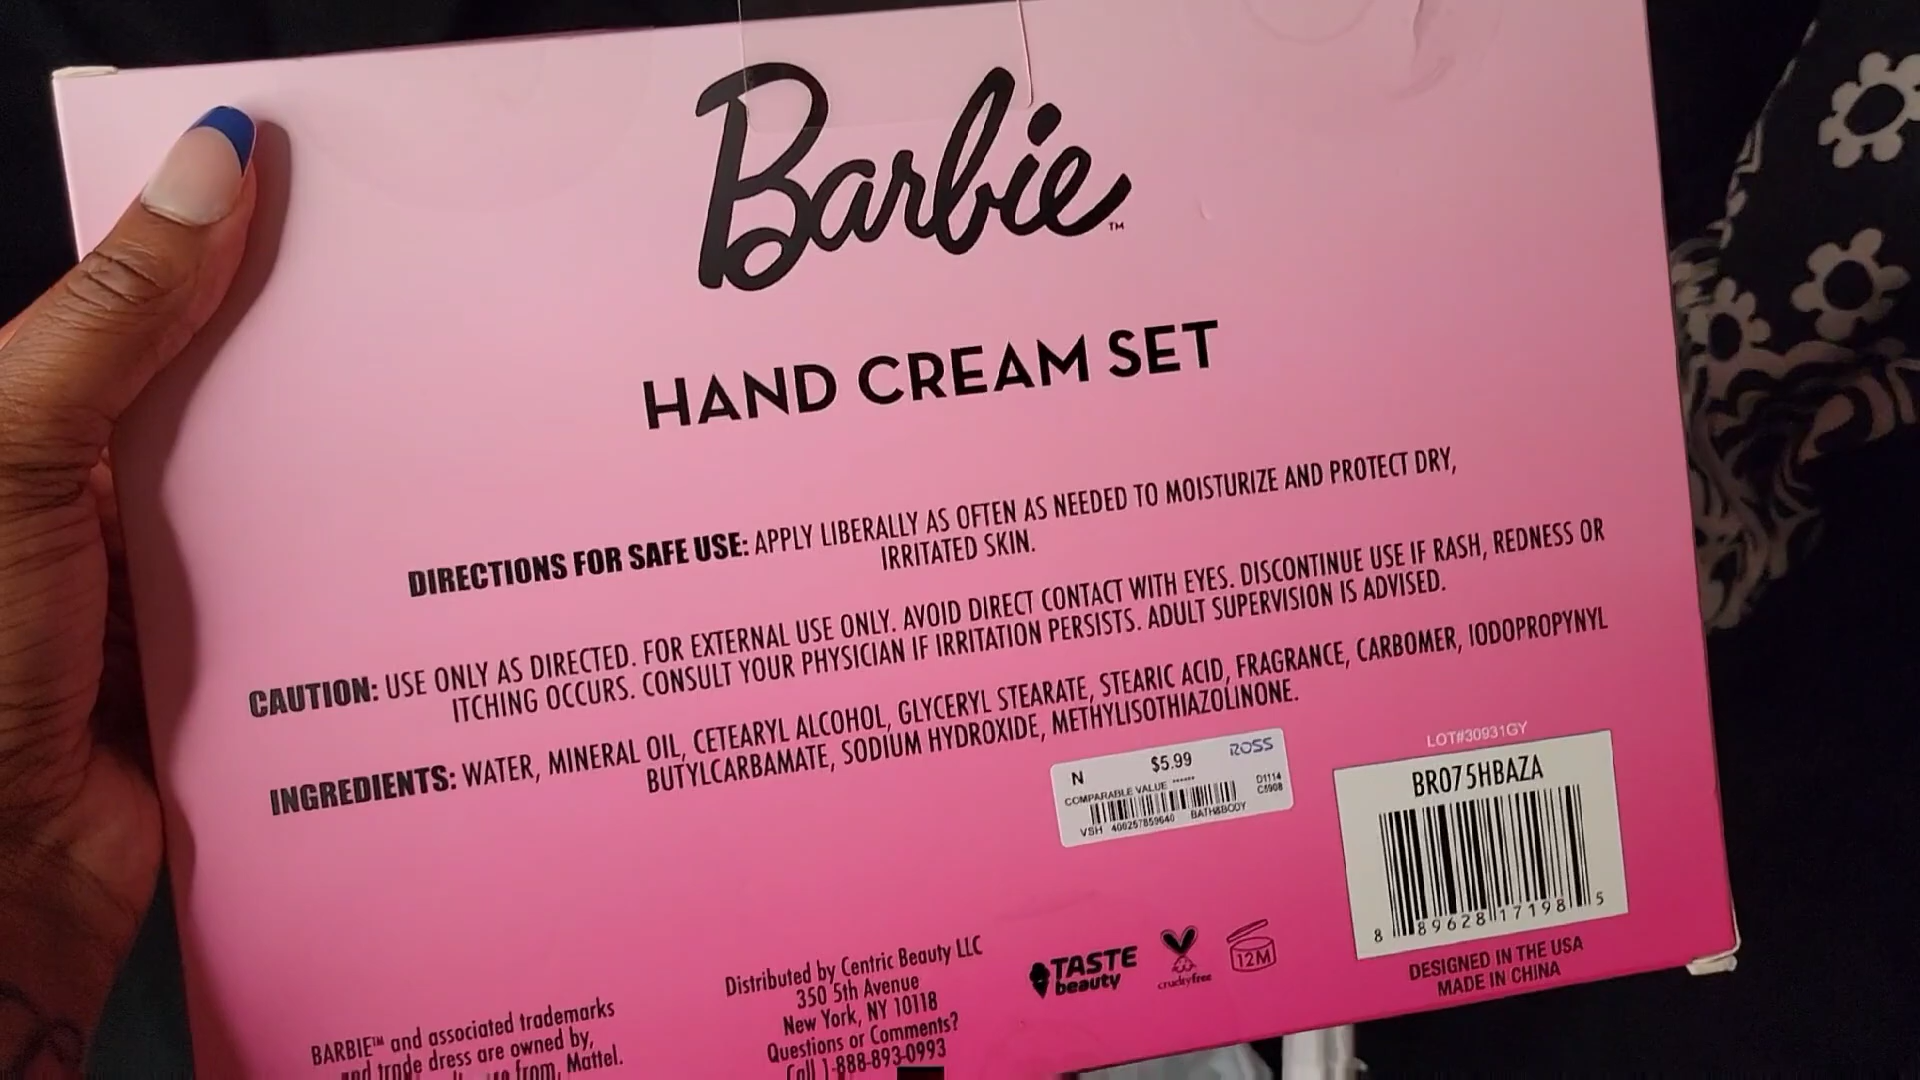 Barbie™
HAND CREAM SET
DIRECTIONS FOR SAFE USE: APPLY LIBERALLY AS OFTEN AS NEEDED TO MOISTURIZE AND PROTECT DRY,
IRRITATED SKIN.
CAUTION: USE ONLY AS DIRECTED. FOR EXTERNAL USE ONLY. AVOID DIRECT CONTACT WITH EYES. DISCONTINUE USE IF RASH, REDNESS OR
ITCHING OCCURS. CONSULT YOUR PHYSICIAN IF IRRITATION PERSISTS. ADULT SUPERVISION IS ADVISED.
INGREDIENTS: WATER, MINERAL OIL, CETEARYL ALCOHOL, GLYCERYL STEARATE, STEARIC ACID, FRAGRANCE, CARBOMER, IODOPROPYNYL
BUTYLCARBAMATE, SODIUM HYDROXIDE, METHYLISOTHIAZOLINONE.
N $5.99 ROSS
COMPARABLE VALUE ******
D1114
C5908
VSH 400257859640 BATH&BODY
LOT#30931GY
BR075HBAZA
8 89628 17198 5
DESIGNED IN THE USA
MADE IN CHINA
TASTE
beauty
crueltyfree
12M
Distributed by Centric Beauty LLC
350 5th Avenue
New York, NY 10118
Questions or Comments?
Call 1-888-893-0993
BARBIE™ and associated trademarks
and trade dress are owned by,
from, Mattel.